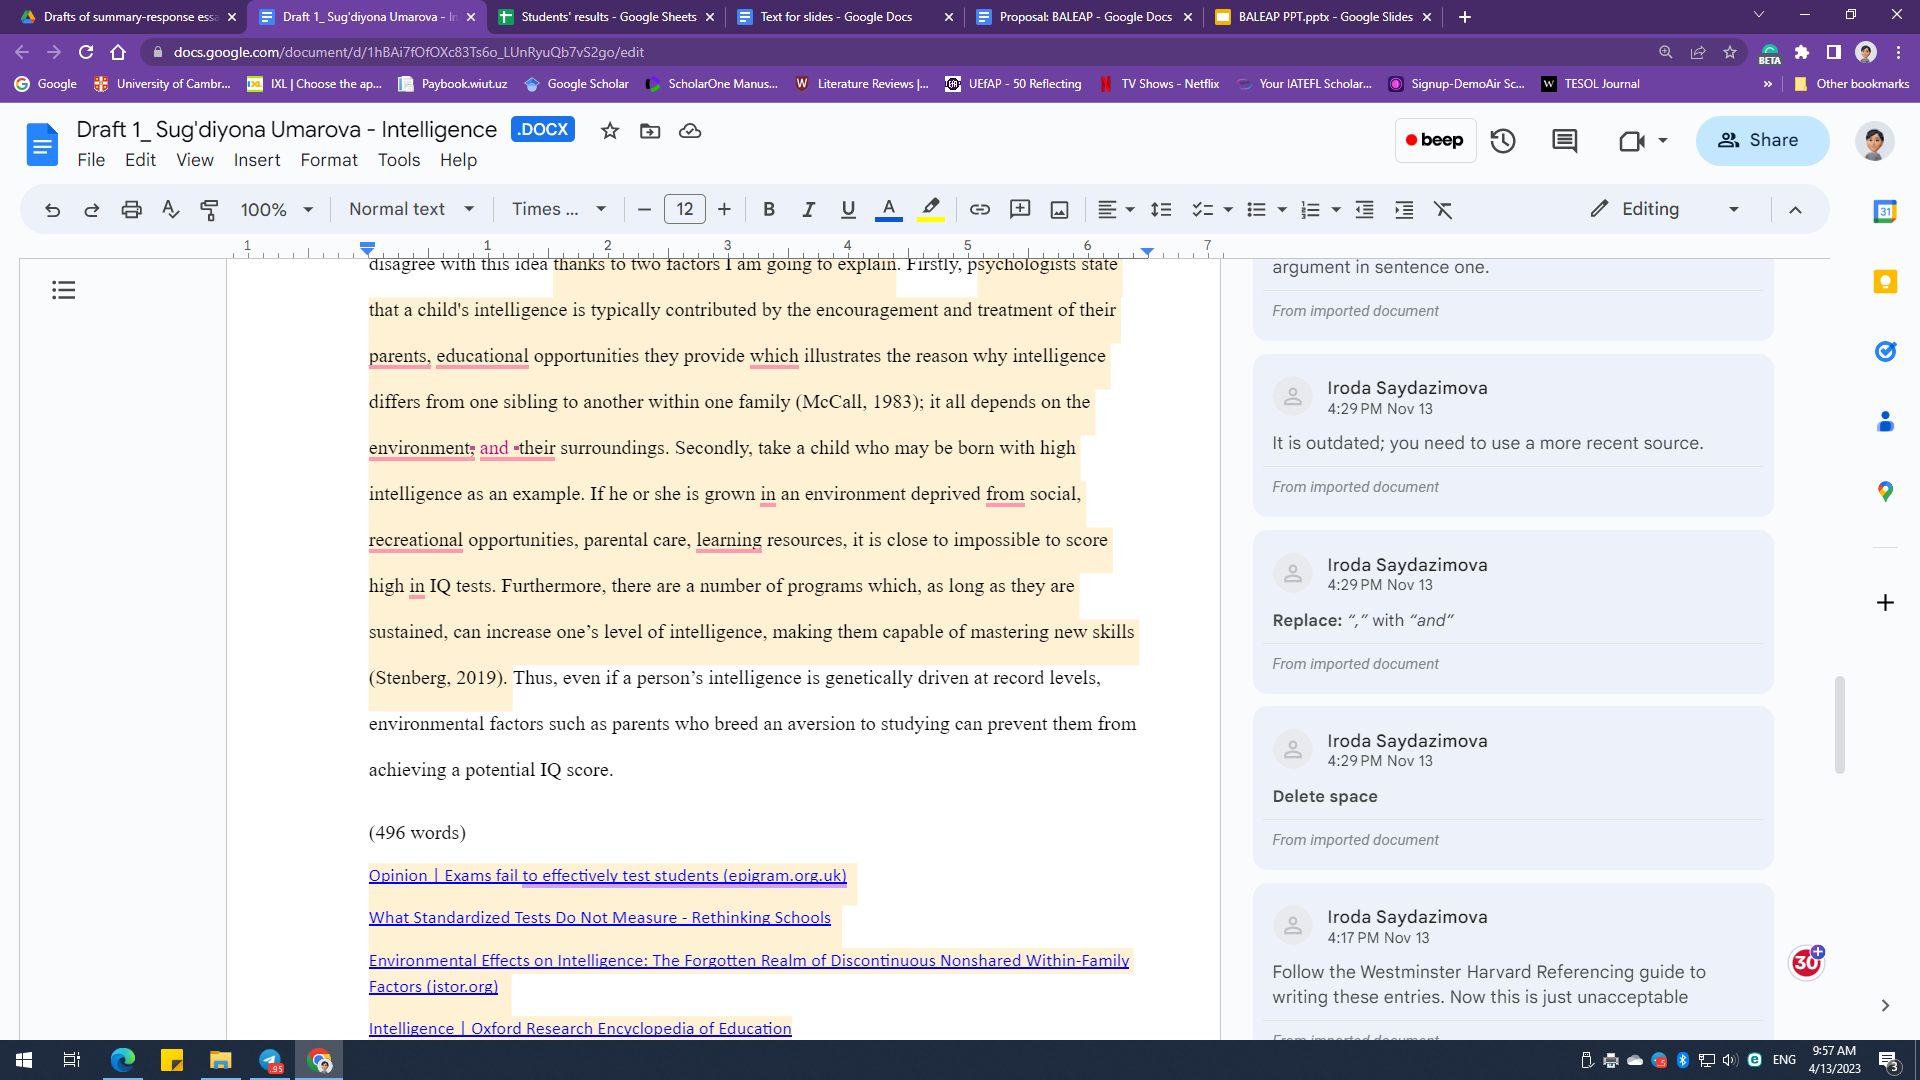 Drafts of summary-response essa
Draft 1_ Sug'diyona Umarova - In
Students' results - Google Sheets
Text for slides - Google Docs
Proposal: BALEAP - Google Docs
BALEAP PPT.pptx - Google Slides
docs.google.com/document/d/1hBAi7fOfOXc83Ts6o_LUnRyuQb7vS2go/edit
BETA
Google
University of Cambr...
IXL | Choose the ap...
Paybook.wiut.uz
Google Scholar
ScholarOne Manus...
Literature Reviews |...
UEfAP - 50 Reflecting
TV Shows - Netflix
Your IATEFL Scholar...
Signup-DemoAir Sc...
TESOL Journal
»
Other bookmarks
Draft 1_ Sug'diyona Umarova - Intelligence
.DOCX
File Edit View Insert Format Tools Help
beep
Share
100%
Normal text
Times ...
12
B I U A
Editing
1 1 2 3 4 5 6 7
disagree with this idea thanks to two factors I am going to explain. Firstly, psychologists state
that a child's intelligence is typically contributed by the encouragement and treatment of their
parents, educational opportunities they provide which illustrates the reason why intelligence
differs from one sibling to another within one family (McCall, 1983); it all depends on the
environment, and their surroundings. Secondly, take a child who may be born with high
intelligence as an example. If he or she is grown in an environment deprived from social,
recreational opportunities, parental care, learning resources, it is close to impossible to score
high in IQ tests. Furthermore, there are a number of programs which, as long as they are
sustained, can increase one’s level of intelligence, making them capable of mastering new skills
(Stenberg, 2019). Thus, even if a person’s intelligence is genetically driven at record levels,
environmental factors such as parents who breed an aversion to studying can prevent them from
achieving a potential IQ score.
(496 words)
Opinion | Exams fail to effectively test students (epigram.org.uk)
What Standardized Tests Do Not Measure - Rethinking Schools
Environmental Effects on Intelligence: The Forgotten Realm of Discontinuous Nonshared Within-Family
Factors (jstor.org)
Intelligence | Oxford Research Encyclopedia of Education
argument in sentence one.
From imported document
Iroda Saydazimova
4:29 PM Nov 13
It is outdated; you need to use a more recent source.
From imported document
Iroda Saydazimova
4:29 PM Nov 13
Replace: “,” with “and”
From imported document
Iroda Saydazimova
4:29 PM Nov 13
Delete space
From imported document
Iroda Saydazimova
4:17 PM Nov 13
Follow the Westminster Harvard Referencing guide to
writing these entries. Now this is just unacceptable
From imported document
31
30
ENG
9:57 AM
4/13/2023
3